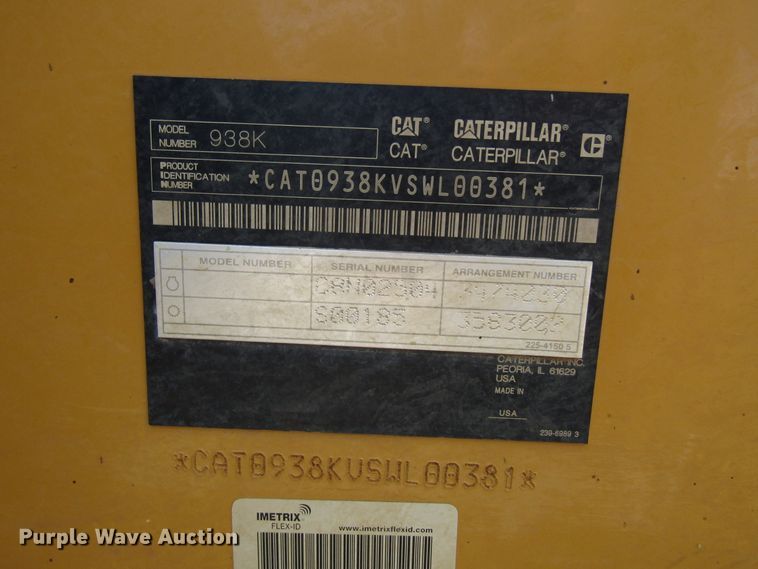 MODEL NUMBER 938K
CAT® CATERPILLAR®
CAT® CATERPILLAR® C
PRODUCT IDENTIFICATION NUMBER *CAT0938KVSWL00381*
MODEL NUMBER SERIAL NUMBER ARRANGEMENT NUMBER
S00185
225-4150 5
CATERPILLAR INC.
PEORIA, IL 61629
USA
MADE IN
USA
239-6989 3
*CAT0938KVSWL00381*
IMETRIX
FLEX-ID
www.imetrixflexid.com
Purple Wave Auction